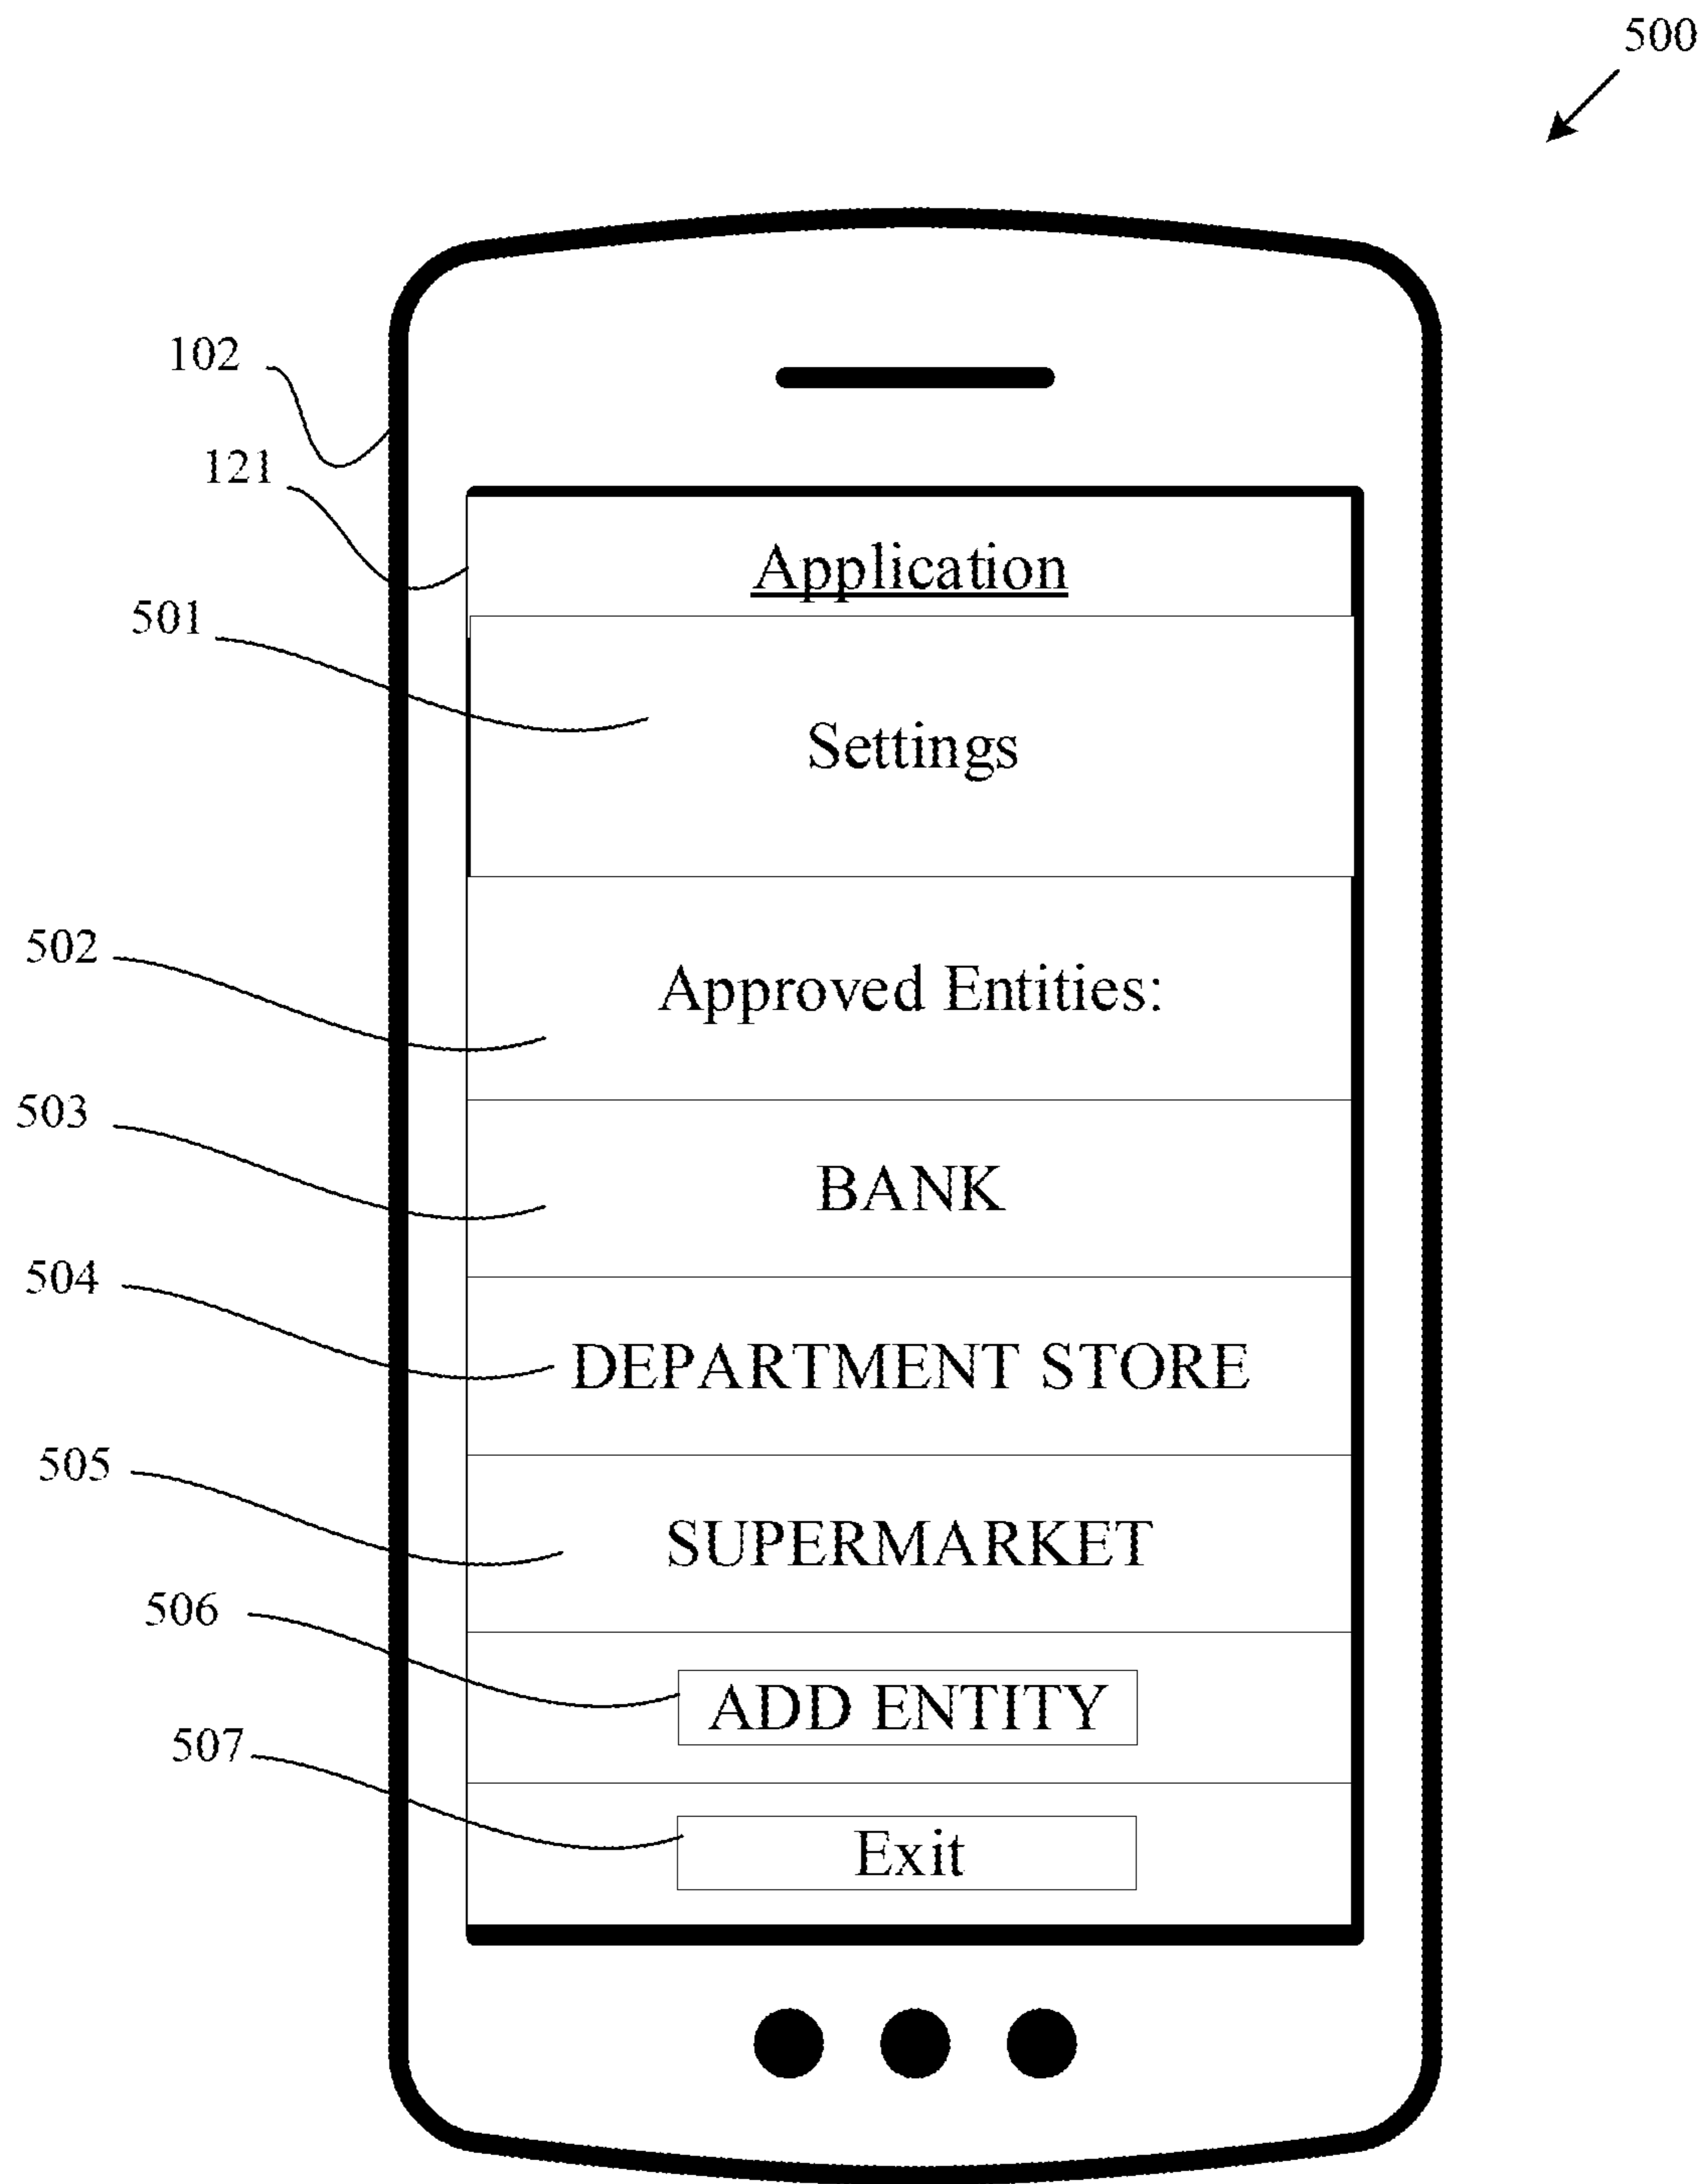 500
102
121
Application
501
Settings
502
Approved Entities:
503
BANK
504
DEPARTMENT STORE
505
SUPERMARKET
506
ADD ENTITY
507
Exit